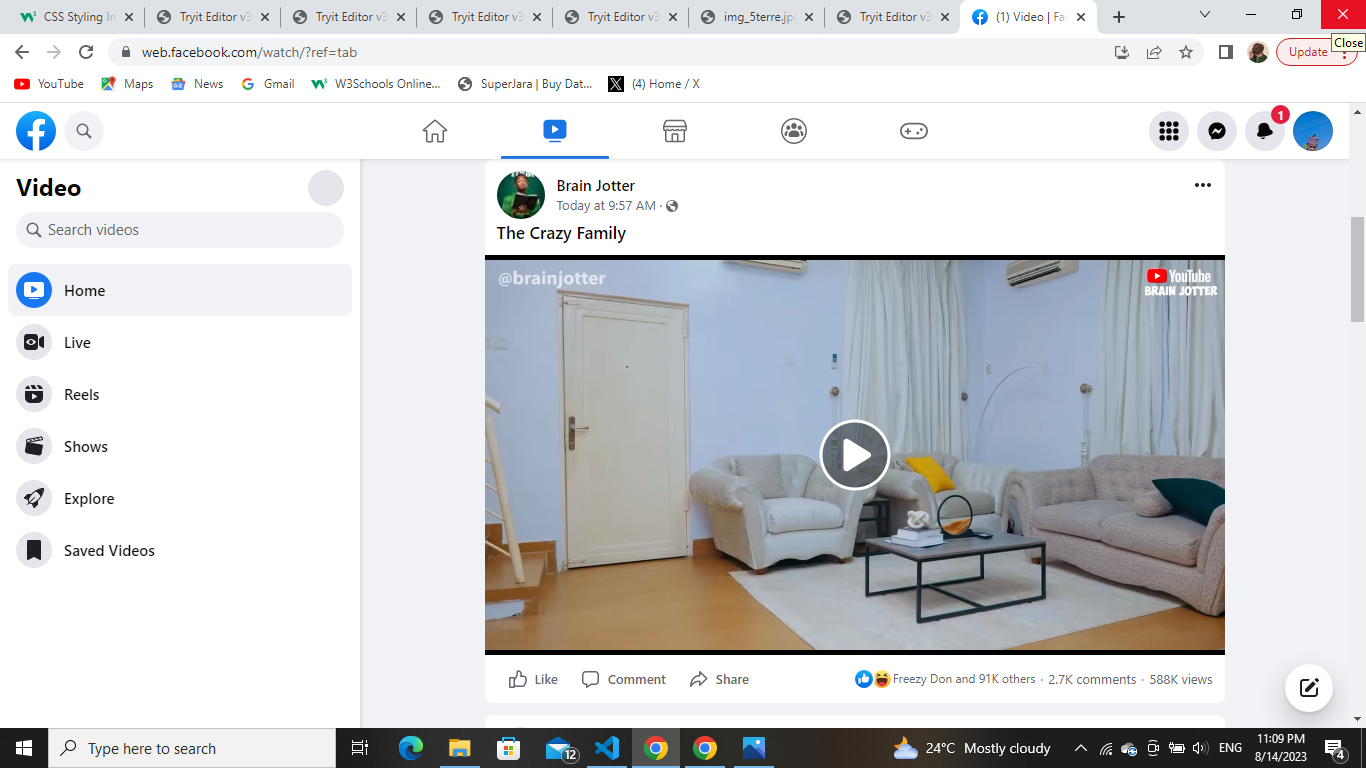 CSS Styling In
Tryit Editor v3
Tryit Editor v3
Tryit Editor v3
Tryit Editor v3
img_5terre.jp
Tryit Editor v3
(1) Video | Fa
web.facebook.com/watch/?ref=tab
Update
Close
YouTube
Maps
News
Gmail
W3Schools Online...
SuperJara | Buy Dat...
(4) Home / X
1
Video
Search videos
Home
Live
Reels
Shows
Explore
Saved Videos
Brain Jotter
Today at 9:57 AM ·
The Crazy Family
@brainjotter
YouTube
BRAIN JOTTER
Like
Comment
Share
Freezy Don and 91K others · 2.7K comments · 588K views
Type here to search
12
24°C Mostly cloudy
ENG
11:09 PM
8/14/2023
4